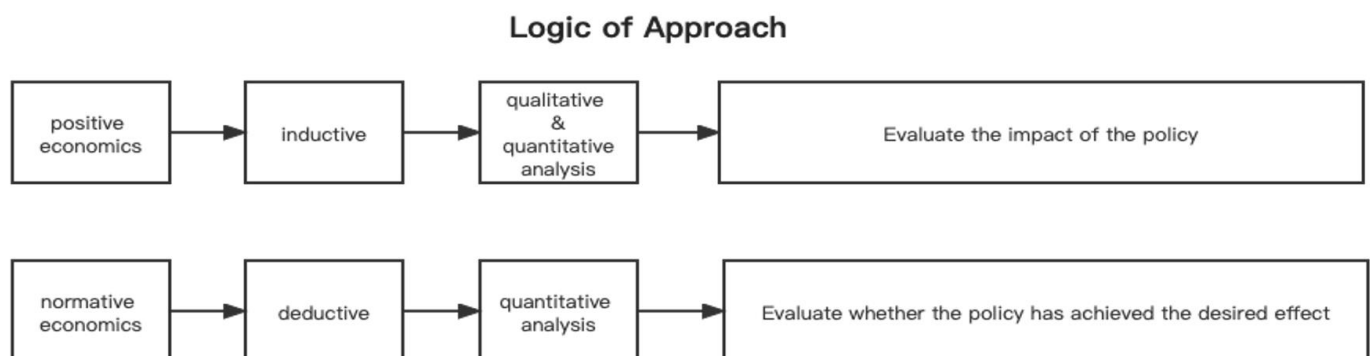 Logic of Approach
positive
economics
inductive
qualitative
&
quantitative
analysis
Evaluate the impact of the policy
normative
economics
deductive
quantitative
analysis
Evaluate whether the policy has achieved the desired effect